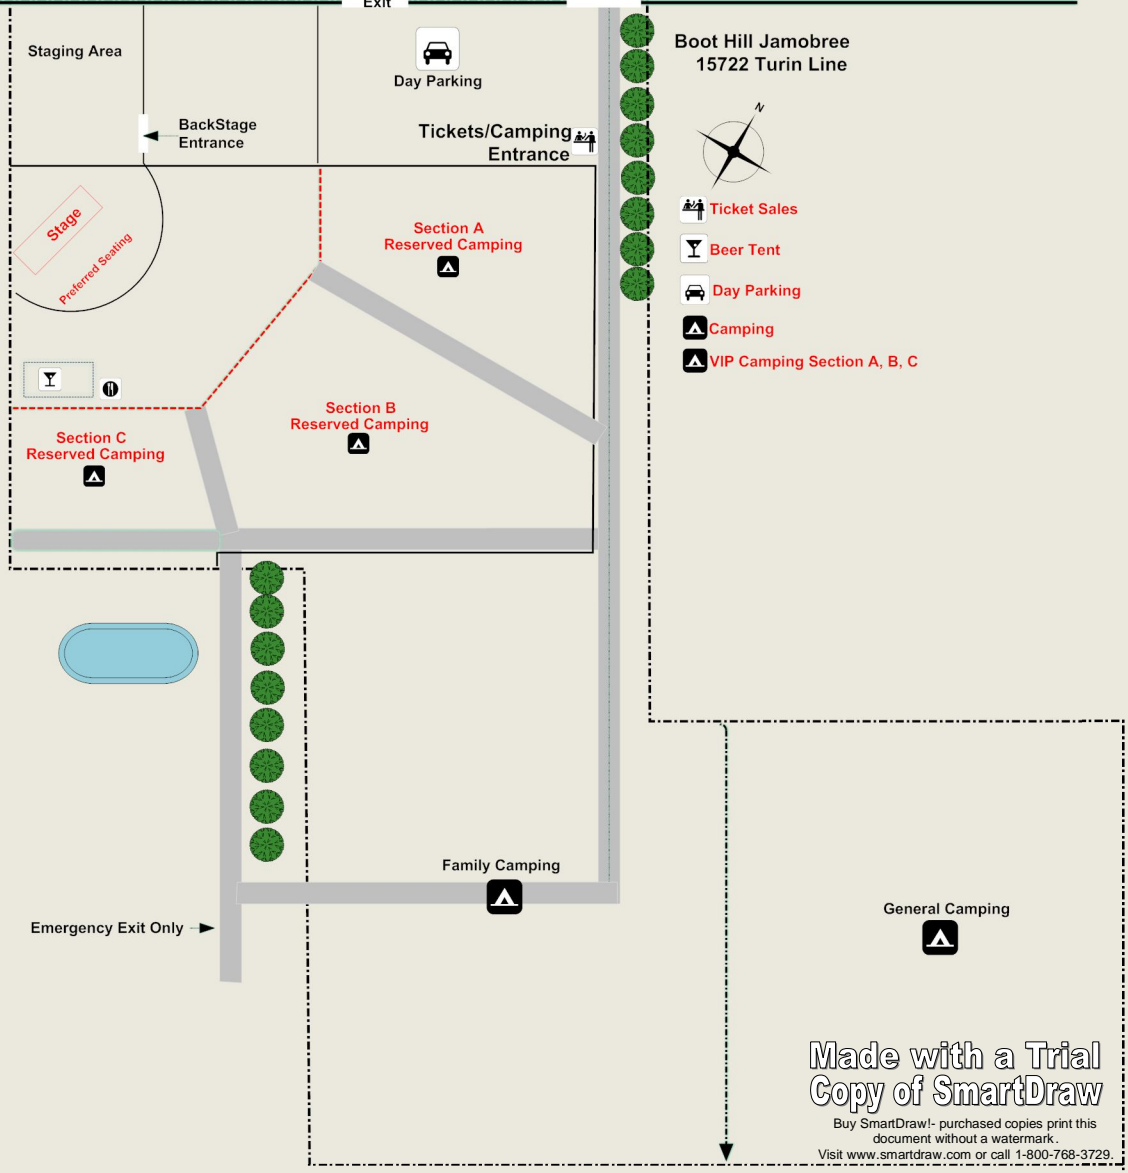 Exit
Staging Area
Day Parking
Boot Hill Jamobree
15722 Turin Line
BackStage
Entrance
Tickets/Camping
Entrance
N
Stage
Preferred Seating
Section A
Reserved Camping
Ticket Sales
Beer Tent
Day Parking
Camping
VIP Camping Section A, B, C
Section B
Reserved Camping
Section C
Reserved Camping
Family Camping
Emergency Exit Only
General Camping
Made with a Trial
Copy of SmartDraw
Buy SmartDraw!- purchased copies print this
document without a watermark.
Visit www.smartdraw.com or call 1-800-768-3729.